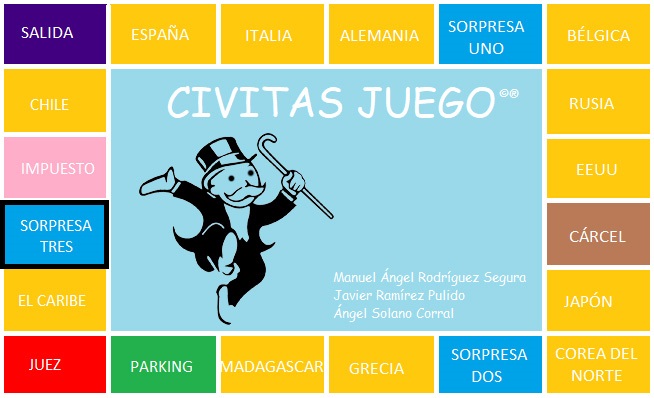 SALIDA
ESPAÑA
ITALIA
ALEMANIA
SORPRESA
UNO
BÉLGICA
CHILE
CIVITAS JUEGO ©®
RUSIA
IMPUESTO
EEUU
SORPRESA
TRES
CÁRCEL
Manuel Ángel Rodríguez Segura
Javier Ramírez Pulido
Ángel Solano Corral
EL CARIBE
JAPÓN
JUEZ
PARKING
MADAGASCAR
GRECIA
SORPRESA
DOS
COREA DEL
NORTE